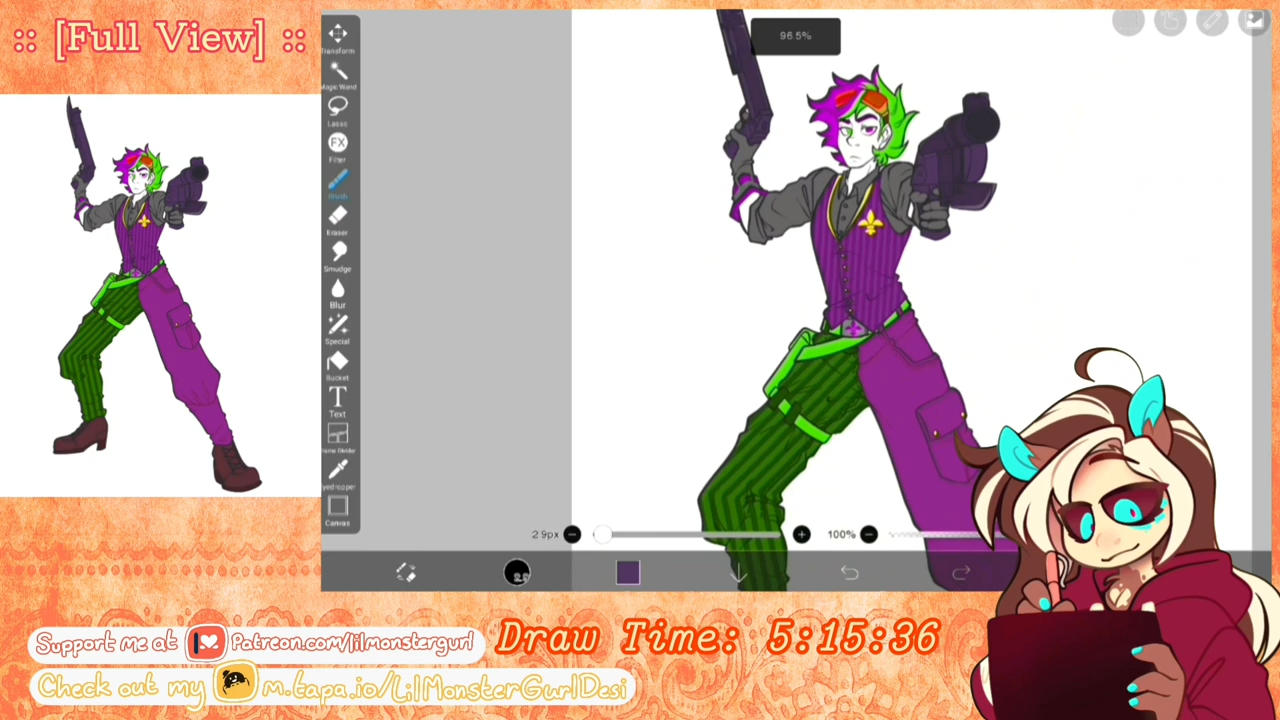 :: [Full View] ::
96.5%
Transform
Magic Wand
Lasso
FX
Filter
Brush
Eraser
Smudge
Blur
Special
Bucket
T
Text
Frame Divider
Eyedropper
Canvas
2.9px
100%
2.9
Support me at Patreon.com/lilmonstergurl
Draw Time: 5:15:36
Check out my m.tapa.io/LilMonsterGurlDesi